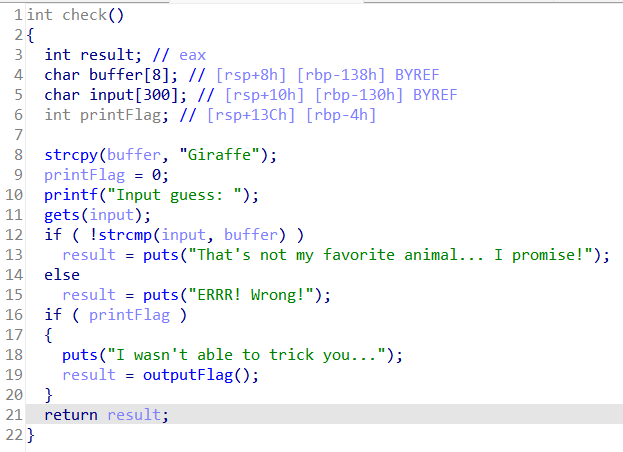 1 int check()
2 {
3   int result; // eax
4   char buffer[8]; // [rsp+8h] [rbp-138h] BYREF
5   char input[300]; // [rsp+10h] [rbp-130h] BYREF
6   int printFlag; // [rsp+13Ch] [rbp-4h]
7
8   strcpy(buffer, "Giraffe");
9   printFlag = 0;
10   printf("Input guess: ");
11   gets(input);
12   if ( !strcmp(input, buffer) )
13     result = puts("That's not my favorite animal... I promise!");
14   else
15     result = puts("ERRR! Wrong!");
16   if ( printFlag )
17   {
18     puts("I wasn't able to trick you...");
19     result = outputFlag();
20   }
21   return result;
22 }